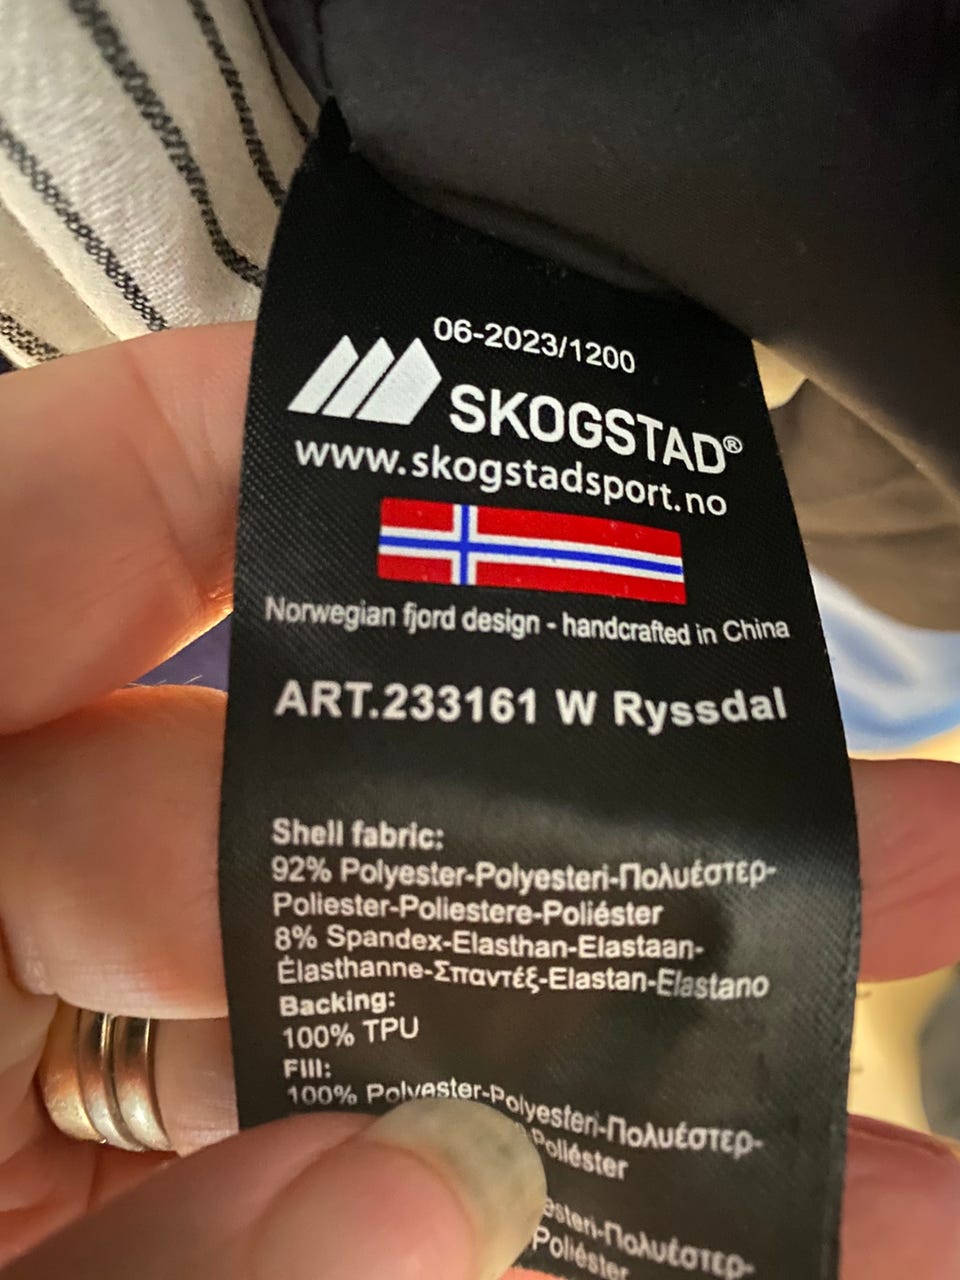 06-2023/1200
SKOGSTAD®
www.skogstadsport.no
Norwegian fjord design - handcrafted in China
ART.233161 W Ryssdal
Shell fabric:
92% Polyester-Polyesteri-Πολυέστερ-
Poliester-Poliestere-Poliéster
8% Spandex-Elasthan-Elastaan-
Élasthanne-Σπαντέξ-Elastan-Elastano
Backing:
100% TPU
Fill:
100% Polyester-Polyesteri-Πολυέστερ-
Poliéster
Πολυέστερ-
Poliéster